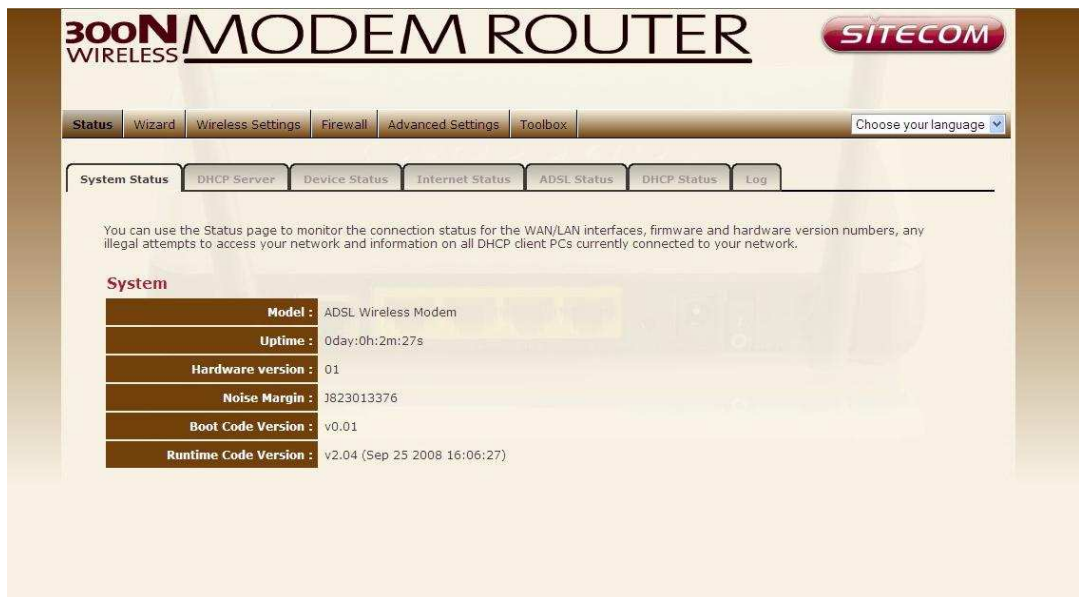 300N WIRELESS MODEM ROUTER
SITECOM
Status Wizard Wireless Settings Firewall Advanced Settings Toolbox Choose your language
System Status DHCP Server Device Status Internet Status ADSL Status DHCP Status Log
You can use the Status page to monitor the connection status for the WAN/LAN interfaces, firmware and hardware version numbers, any
illegal attempts to access your network and information on all DHCP client PCs currently connected to your network.
System
Model : ADSL Wireless Modem
Uptime : 0day:0h:2m:27s
Hardware version : 01
Noise Margin : J823013376
Boot Code Version : v0.01
Runtime Code Version : v2.04 (Sep 25 2008 16:06:27)